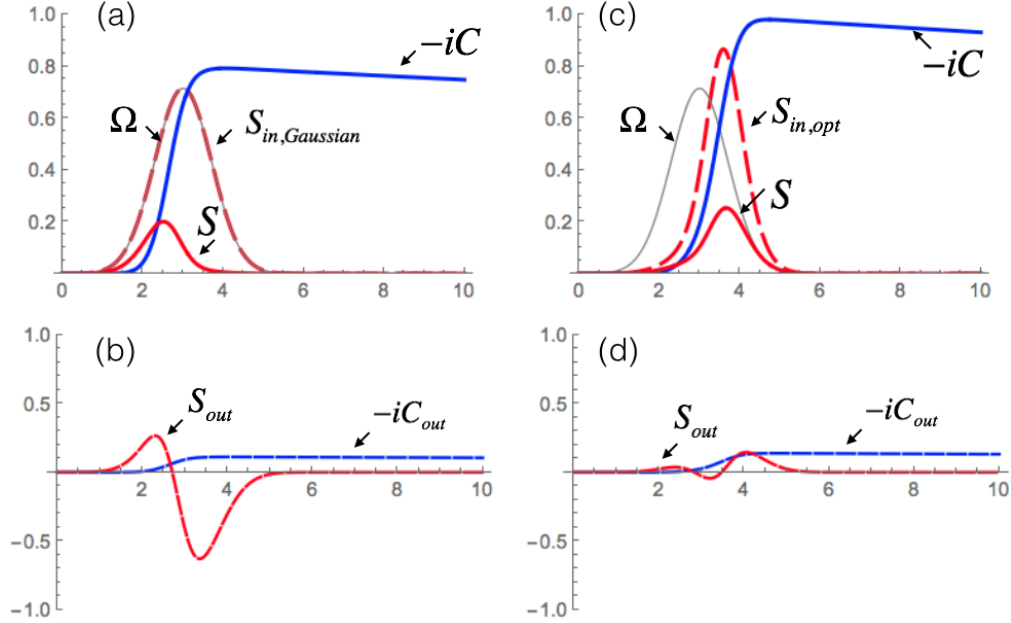 (a)
1.0
0.8
0.6
0.4
0.2
0 2 4 6 8 10
Ω
S
S_{in,Gaussian}
-iC
(c)
1.0
0.8
0.6
0.4
0.2
0 2 4 6 8 10
Ω
S_{in,opt}
S
-iC
(b)
1.0
0.5
-0.5
-1.0
2 4 6 8 10
S_{out}
-iC_{out}
(d)
1.0
0.5
-0.5
-1.0
2 4 6 8 10
S_{out}
-iC_{out}